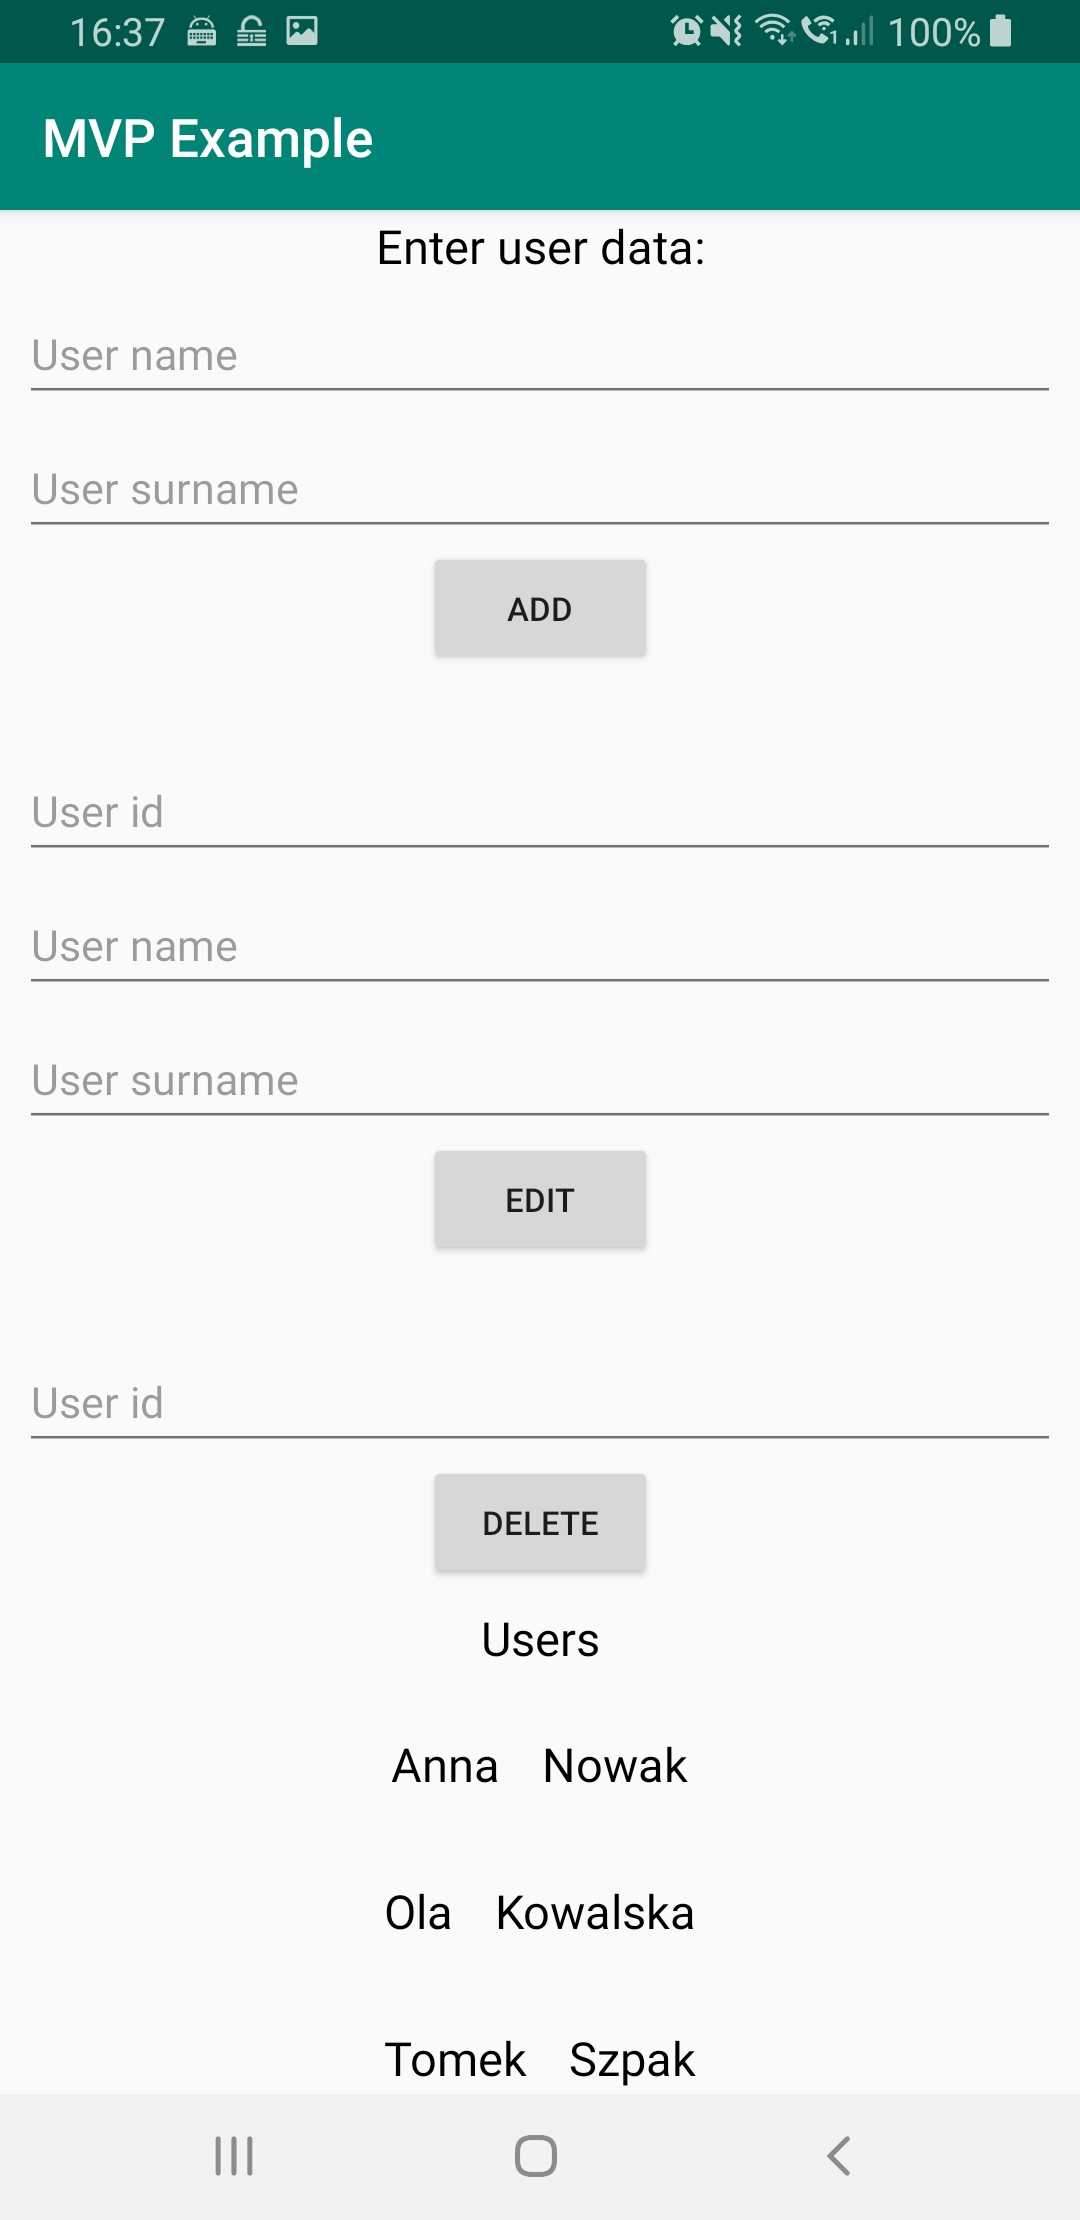 16:37 100%
MVP Example
Enter user data:
User name
User surname
ADD
User id
User name
User surname
EDIT
User id
DELETE
Users
Anna Nowak
Ola Kowalska
Tomek Szpak